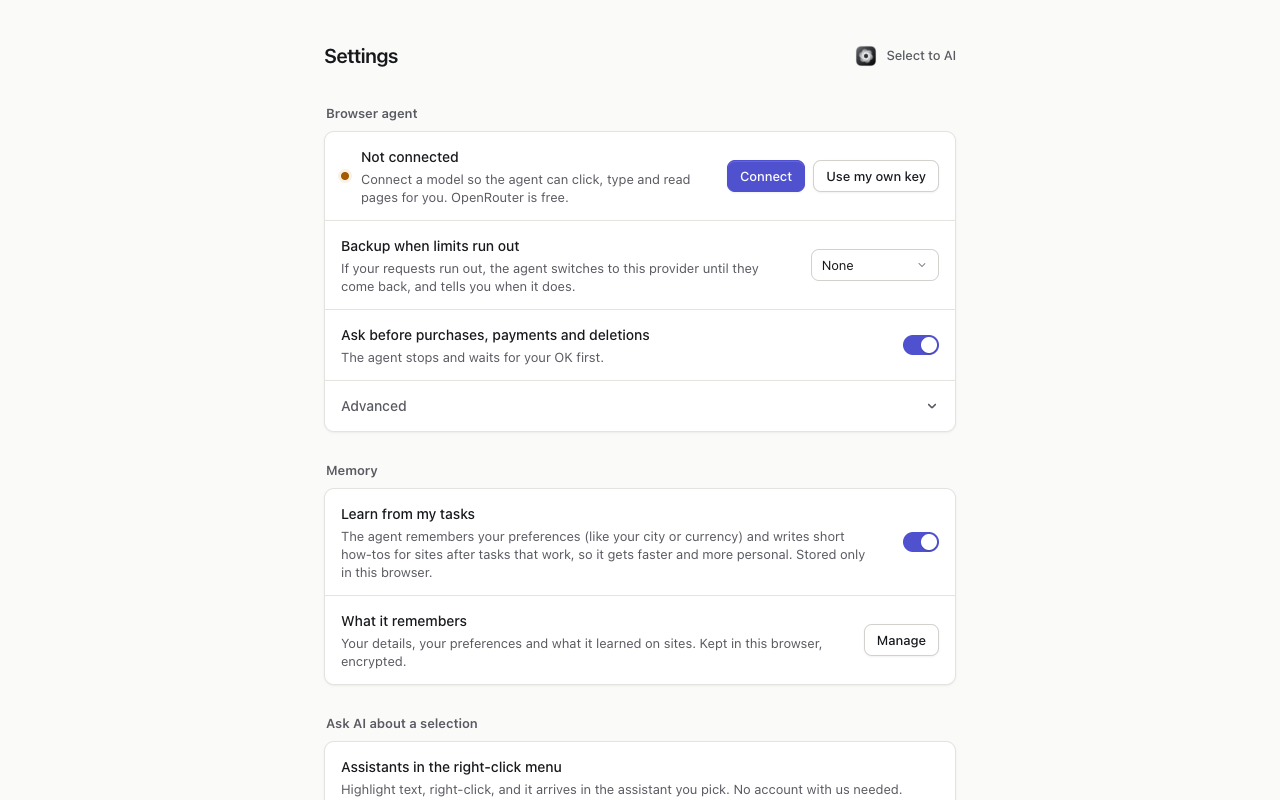 Settings
Select to AI
Browser agent
Not connected
Connect a model so the agent can click, type and read
pages for you. OpenRouter is free.
Connect
Use my own key
Backup when limits run out
If your requests run out, the agent switches to this provider until they
come back, and tells you when it does.
None
Ask before purchases, payments and deletions
The agent stops and waits for your OK first.
Advanced
Memory
Learn from my tasks
The agent remembers your preferences (like your city or currency) and writes short
how-tos for sites after tasks that work, so it gets faster and more personal. Stored only
in this browser.
What it remembers
Your details, your preferences and what it learned on sites. Kept in this browser,
encrypted.
Manage
Ask AI about a selection
Assistants in the right-click menu
Highlight text, right-click, and it arrives in the assistant you pick. No account with us needed.